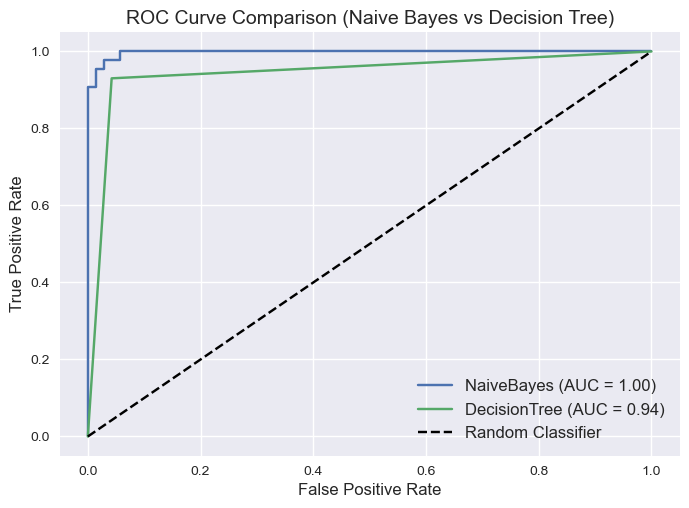 ROC Curve Comparison (Naive Bayes vs Decision Tree)
True Positive Rate
1.0
0.8
0.6
0.4
0.2
0.0
NaiveBayes (AUC = 1.00)
DecisionTree (AUC = 0.94)
Random Classifier
0.0 0.2 0.4 0.6 0.8 1.0
False Positive Rate